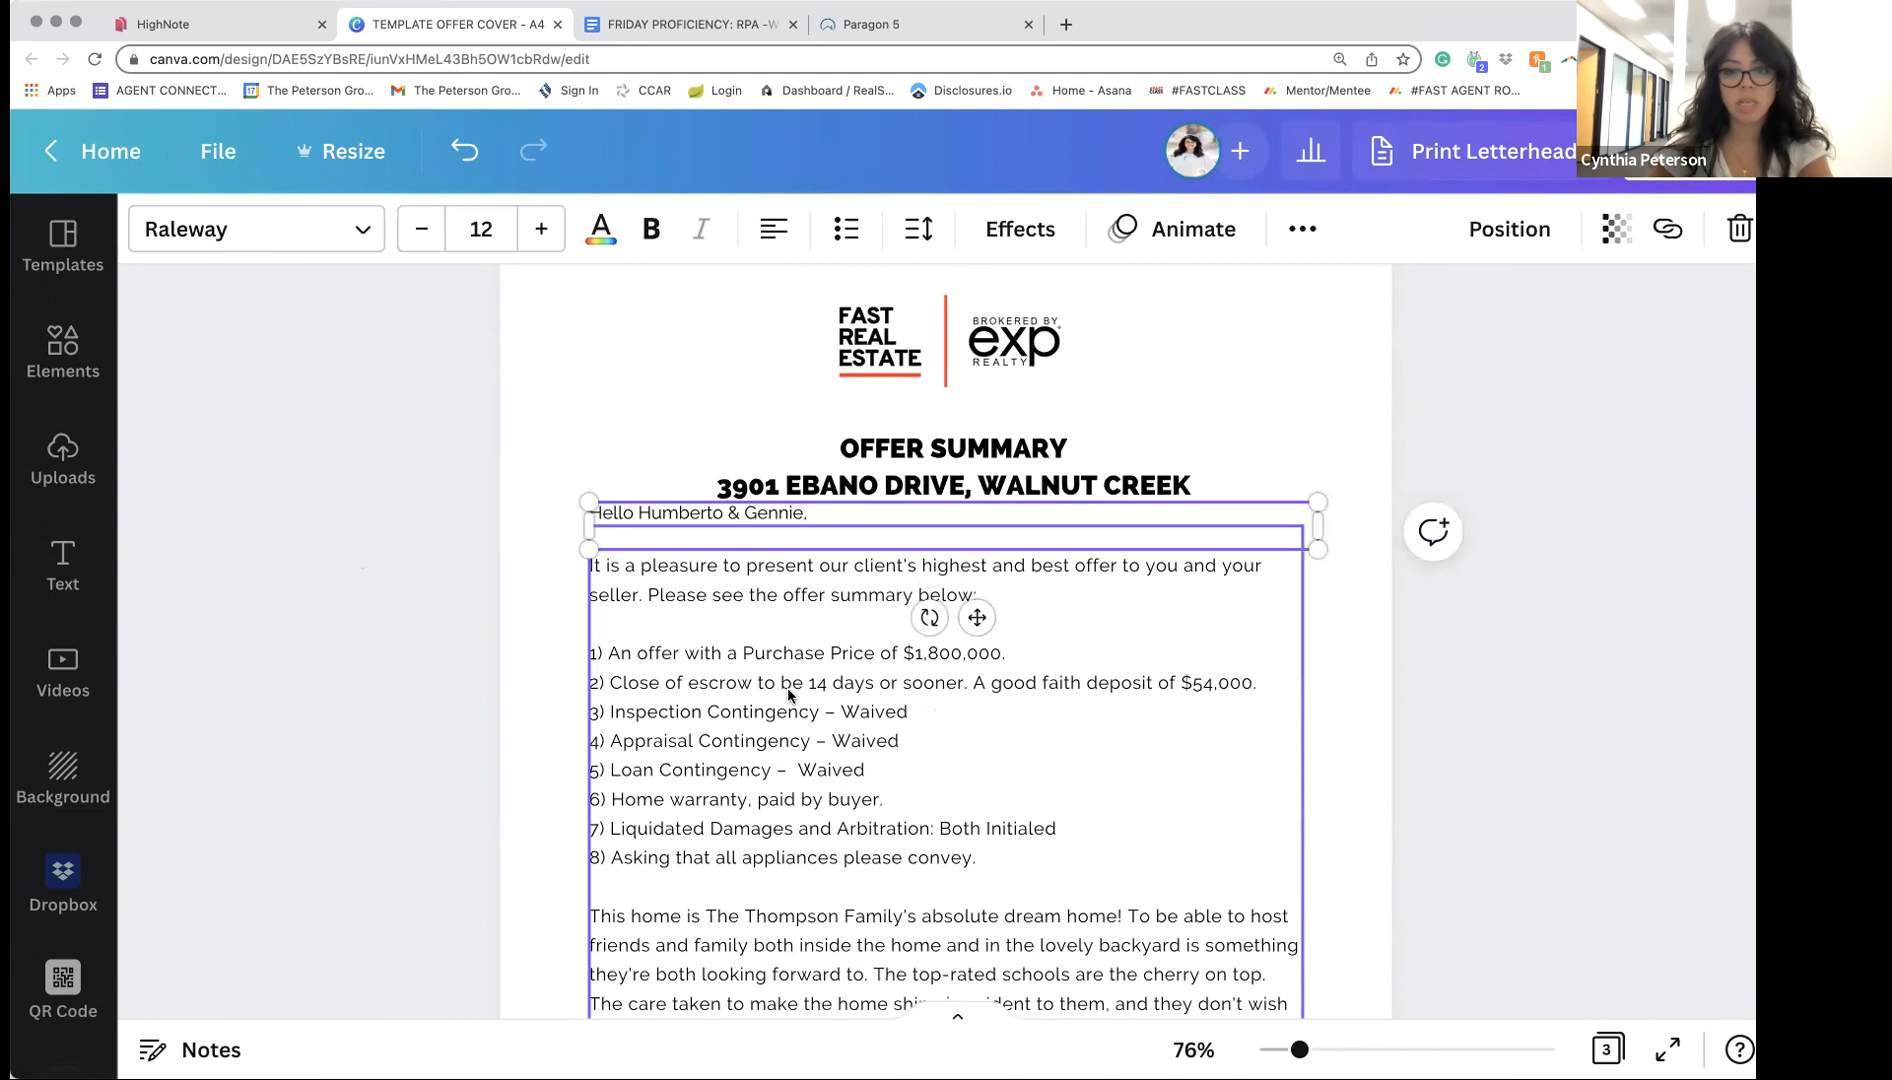 HighNote
TEMPLATE OFFER COVER - A4
FRIDAY PROFICIENCY: RPA -W
Paragon 5
canva.com/design/DAE5SzYBsRE/iunVxHMeL43Bh5OW1cbRdw/edit
2
1
Apps
AGENT CONNECT...
17
The Peterson Gro...
The Peterson Gro...
Sign In
CCAR
Login
Dashboard / RealS...
Disclosures.io
Home - Asana
#FASTCLASS
Mentor/Mentee
#FAST AGENT RO...
Home
File
Resize
Print Letterhead
Cynthia Peterson
Raleway
12
A
B
I
Effects
Animate
Position
Templates
Elements
Uploads
Text
Videos
Background
Dropbox
QR Code
FAST
REAL
ESTATE
BROKERED BY
exp
REALTY
OFFER SUMMARY
3901 EBANO DRIVE, WALNUT CREEK
Hello Humberto & Gennie,
It is a pleasure to present our client's highest and best offer to you and your
seller. Please see the offer summary below:
1) An offer with a Purchase Price of $1,800,000.
2) Close of escrow to be 14 days or sooner. A good faith deposit of $54,000.
3) Inspection Contingency – Waived
4) Appraisal Contingency – Waived
5) Loan Contingency –  Waived
6) Home warranty, paid by buyer.
7) Liquidated Damages and Arbitration: Both Initialed
8) Asking that all appliances please convey.
This home is The Thompson Family's absolute dream home! To be able to host
friends and family both inside the home and in the lovely backyard is something
they're both looking forward to. The top-rated schools are the cherry on top.
The care taken to make the home to them, and they don't wish
Notes
76%
3
?